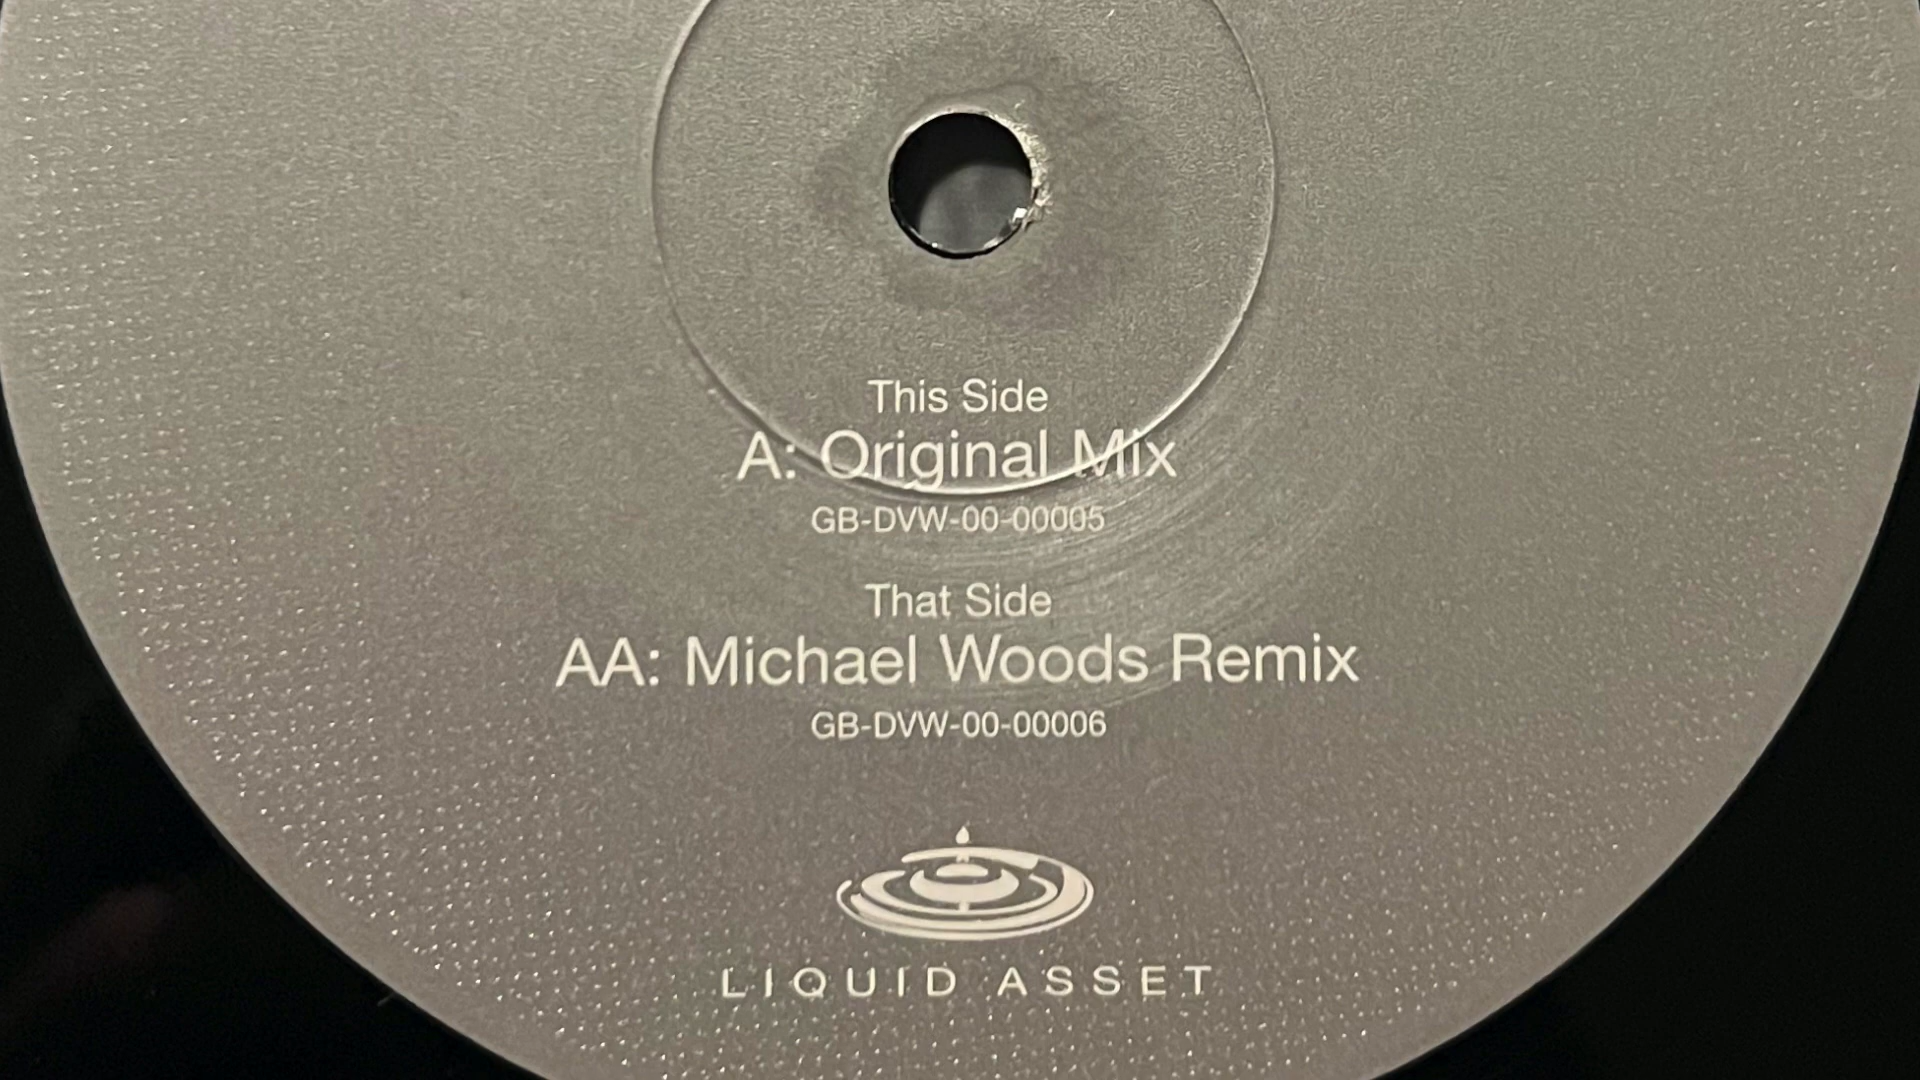 This Side
A: Original Mix
GB-DVW-00-00005
That Side
AA: Michael Woods Remix
GB-DVW-00-00006
LIQUID ASSET